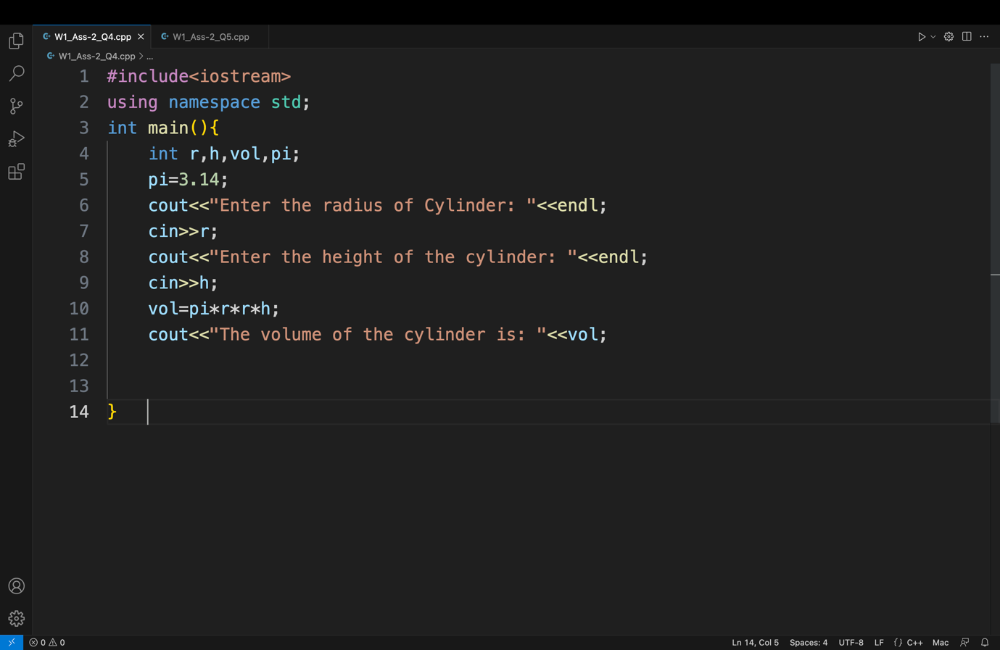 W1_Ass-2_Q4.cpp
W1_Ass-2_Q5.cpp
W1_Ass-2_Q4.cpp > ...
1 #include<iostream>
2 using namespace std;
3 int main(){
4     int r,h,vol,pi;
5     pi=3.14;
6     cout<<"Enter the radius of Cylinder: "<<endl;
7     cin>>r;
8     cout<<"Enter the height of the cylinder: "<<endl;
9     cin>>h;
10     vol=pi*r*r*h;
11     cout<<"The volume of the cylinder is: "<<vol;
12
13
14 }
0 0 Ln 14, Col 5 Spaces: 4 UTF-8 LF {} C++ Mac